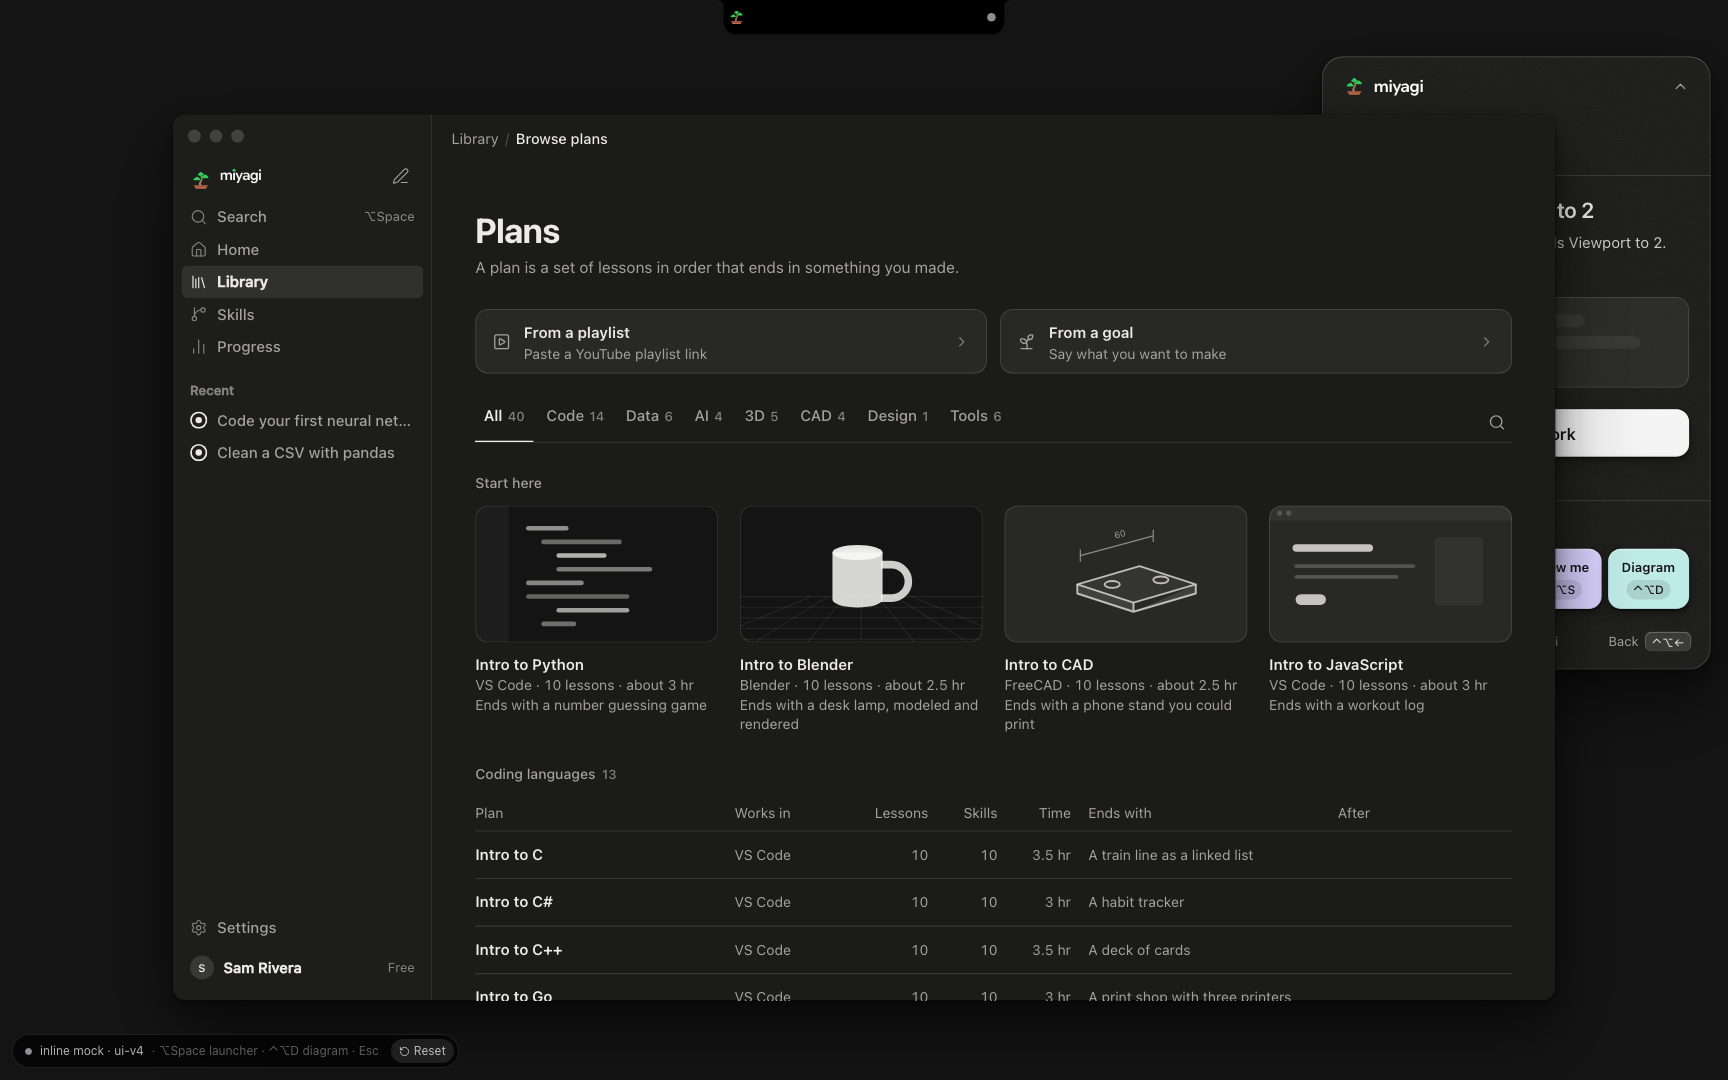 miyagi
to 2
ls Viewport to 2.
ork
w me
⌥S
Diagram
^⌥D
Back ^⌥←
miyagi
Search ⌥Space
Home
Library
Skills
Progress
Recent
Code your first neural net...
Clean a CSV with pandas
Settings
S Sam Rivera Free
Library / Browse plans
Plans
A plan is a set of lessons in order that ends in something you made.
From a playlist
Paste a YouTube playlist link
From a goal
Say what you want to make
All 40 Code 14 Data 6 AI 4 3D 5 CAD 4 Design 1 Tools 6
Start here
60
Intro to Python
VS Code · 10 lessons · about 3 hr
Ends with a number guessing game
Intro to Blender
Blender · 10 lessons · about 2.5 hr
Ends with a desk lamp, modeled and
rendered
Intro to CAD
FreeCAD · 10 lessons · about 2.5 hr
Ends with a phone stand you could
print
Intro to JavaScript
VS Code · 10 lessons · about 3 hr
Ends with a workout log
Coding languages 13
Plan Works in Lessons Skills Time Ends with After
Intro to C VS Code 10 10 3.5 hr A train line as a linked list
Intro to C# VS Code 10 10 3 hr A habit tracker
Intro to C++ VS Code 10 10 3.5 hr A deck of cards
Intro to Go VS Code 10 10 3 hr A print shop with three printers
inline mock · ui-v4 · ⌥Space launcher · ^⌥D diagram · Esc Reset